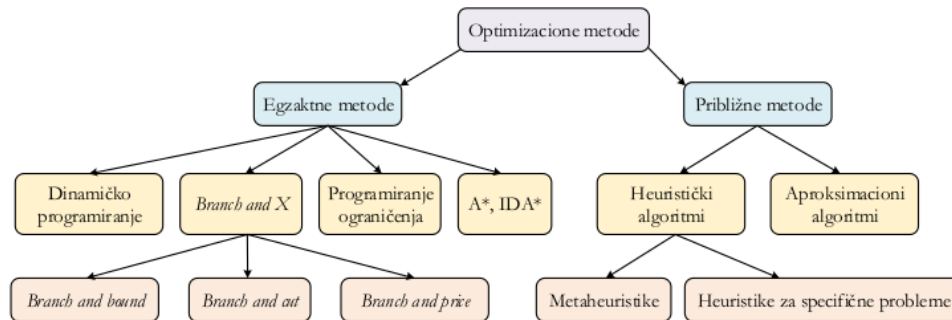 Optimizacione metode
Egzaktne metode
Približne metode
Dinamičko
programiranje
Branch and X
Programiranje
ograničenja
A*, IDA*
Heuristički
algoritmi
Aproksimacioni
algoritmi
Branch and bound
Branch and cut
Branch and price
Metaheuristike
Heuristike za specifične probleme